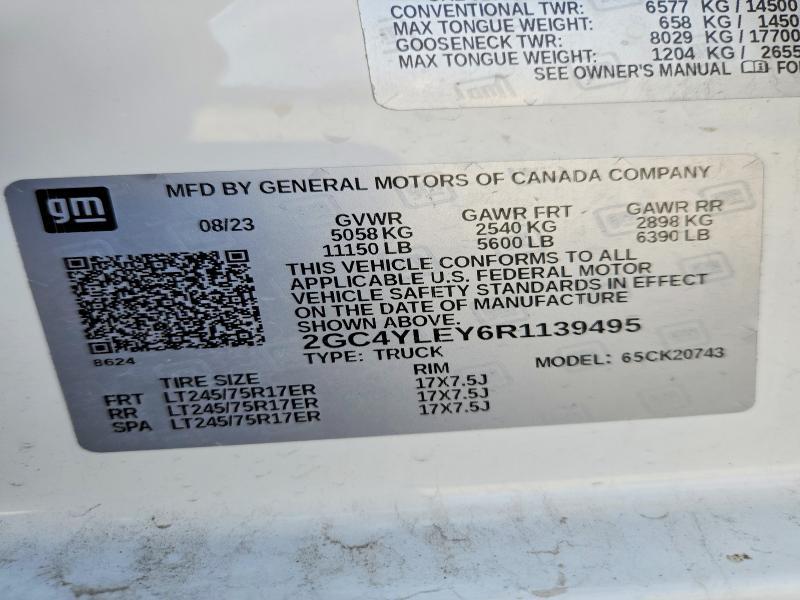 CONVENTIONAL TWR: 6577 KG/ 14500
MAX TONGUE WEIGHT: 658 KG/ 1450
GOOSENECK TWR: 8029 KG/ 17700
MAX TONGUE WEIGHT: 1204 KG/ 2655
SEE OWNER'S MANUAL FO
gm
MFD BY GENERAL MOTORS OF CANADA COMPANY
08/23 GVWR GAWR FRT GAWR RR
5058 KG 2540 KG 2898 KG
11150 LB 5600 LB 6390 LB
THIS VEHICLE CONFORMS TO ALL
APPLICABLE U.S. FEDERAL MOTOR
VEHICLE SAFETY STANDARDS IN EFFECT
ON THE DATE OF MANUFACTURE
SHOWN ABOVE.
2GC4YLEY6R1139495
8624 TYPE: TRUCK MODEL: 65CK20743
TIRE SIZE RIM
FRT LT245/75R17ER 17X7.5J
RR LT245/75R17ER 17X7.5J
SPA LT245/75R17ER 17X7.5J